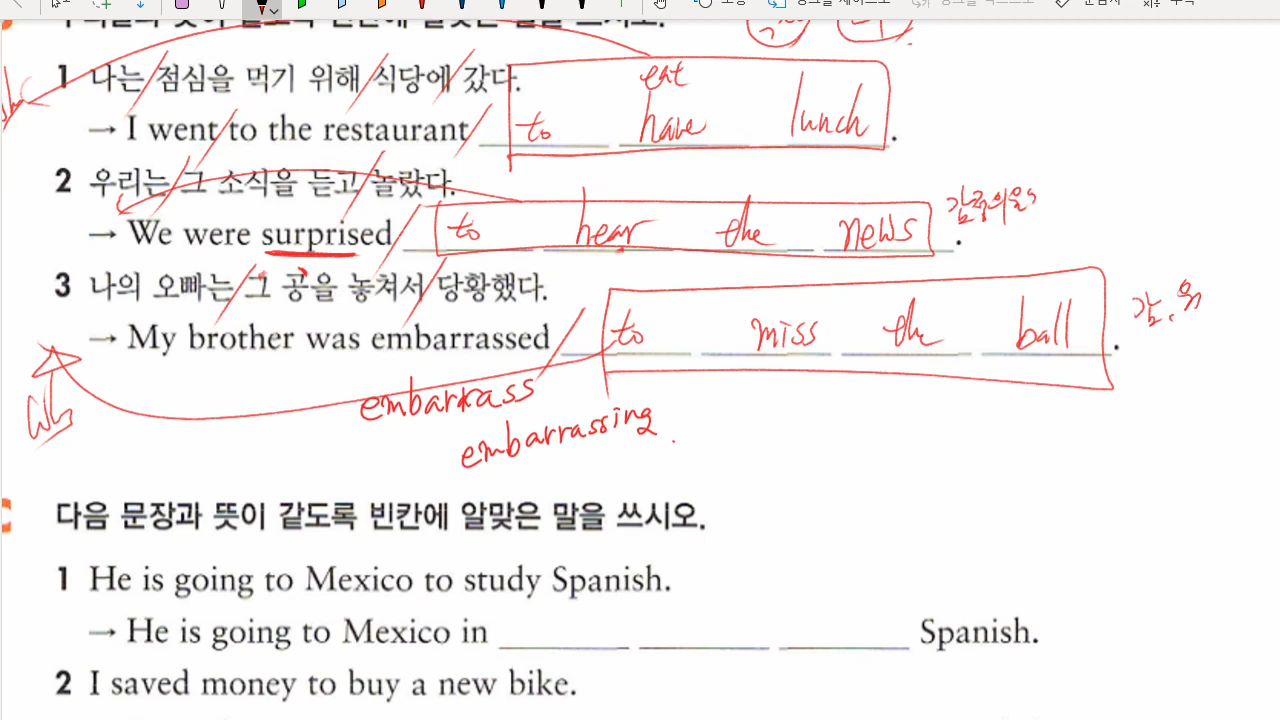 eat
1 나는 점심을 먹기 위해 식당에 갔다.
→ I went to the restaurant to have lunch.
2 우리는 그 소식을 듣고 놀랐다.
→ We were surprised to hear the news.
3 나의 오빠는 그 공을 놓쳐서 당황했다.
→ My brother was embarrassed to miss the ball.
embarrass
embarrassing.
다음 문장과 뜻이 같도록 빈칸에 알맞은 말을 쓰시오.
1 He is going to Mexico to study Spanish.
→ He is going to Mexico in ___ ___ ___ Spanish.
2 I saved money to buy a new bike.